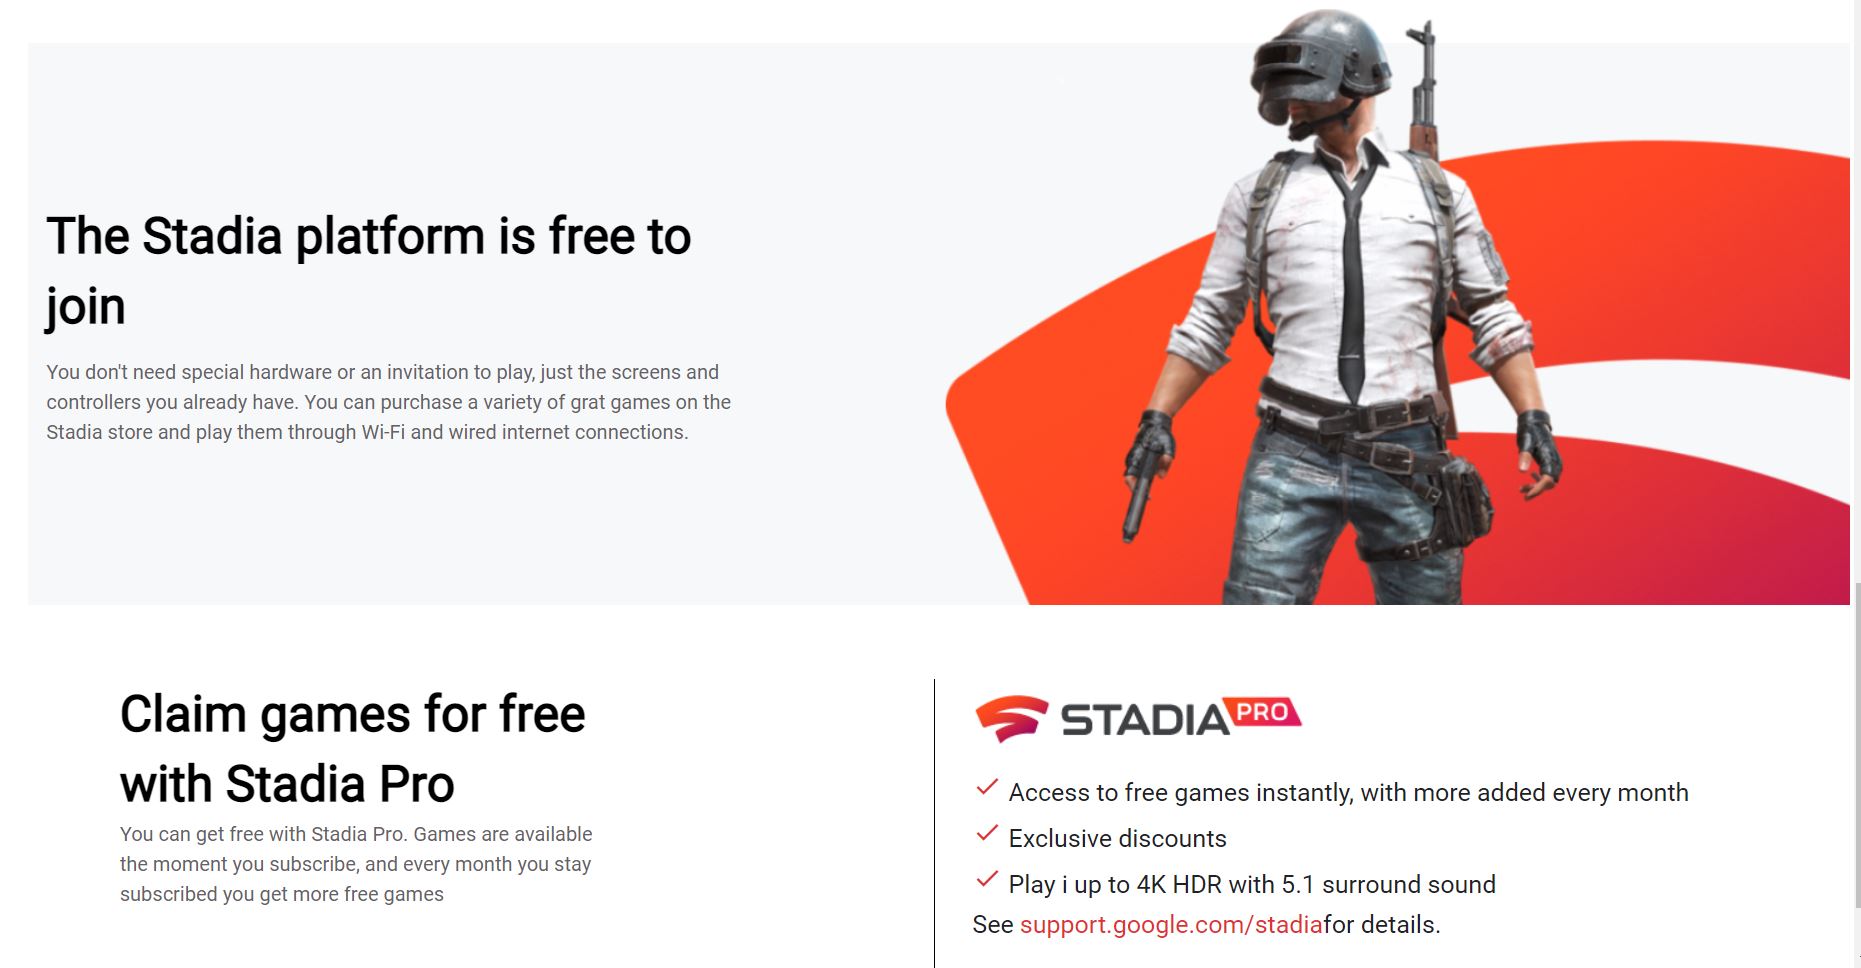 The Stadia platform is free to
join
You don't need special hardware or an invitation to play, just the screens and
controllers you already have. You can purchase a variety of grat games on the
Stadia store and play them through Wi-Fi and wired internet connections.
Claim games for free
with Stadia Pro
You can get free with Stadia Pro. Games are available
the moment you subscribe, and every month you stay
subscribed you get more free games
STADIA PRO
Access to free games instantly, with more added every month
Exclusive discounts
Play i up to 4K HDR with 5.1 surround sound
See support.google.com/stadiafor details.